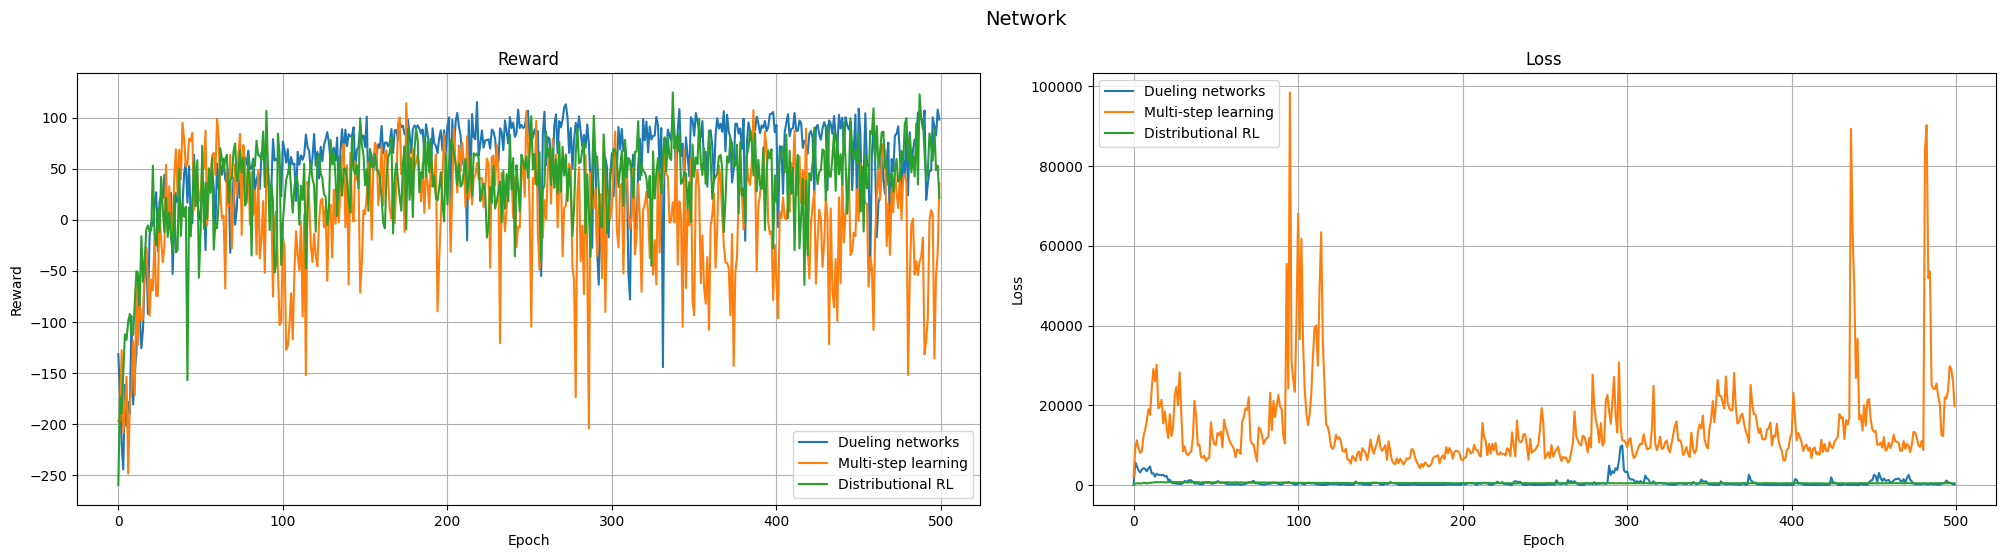 Network
Reward
Reward
100
50
0
−50
−100
−150
−200
−250
0
100
200
300
400
500
Epoch
Dueling networks
Multi-step learning
Distributional RL
Loss
Loss
100000
80000
60000
40000
20000
0
0
100
200
300
400
500
Epoch
Dueling networks
Multi-step learning
Distributional RL